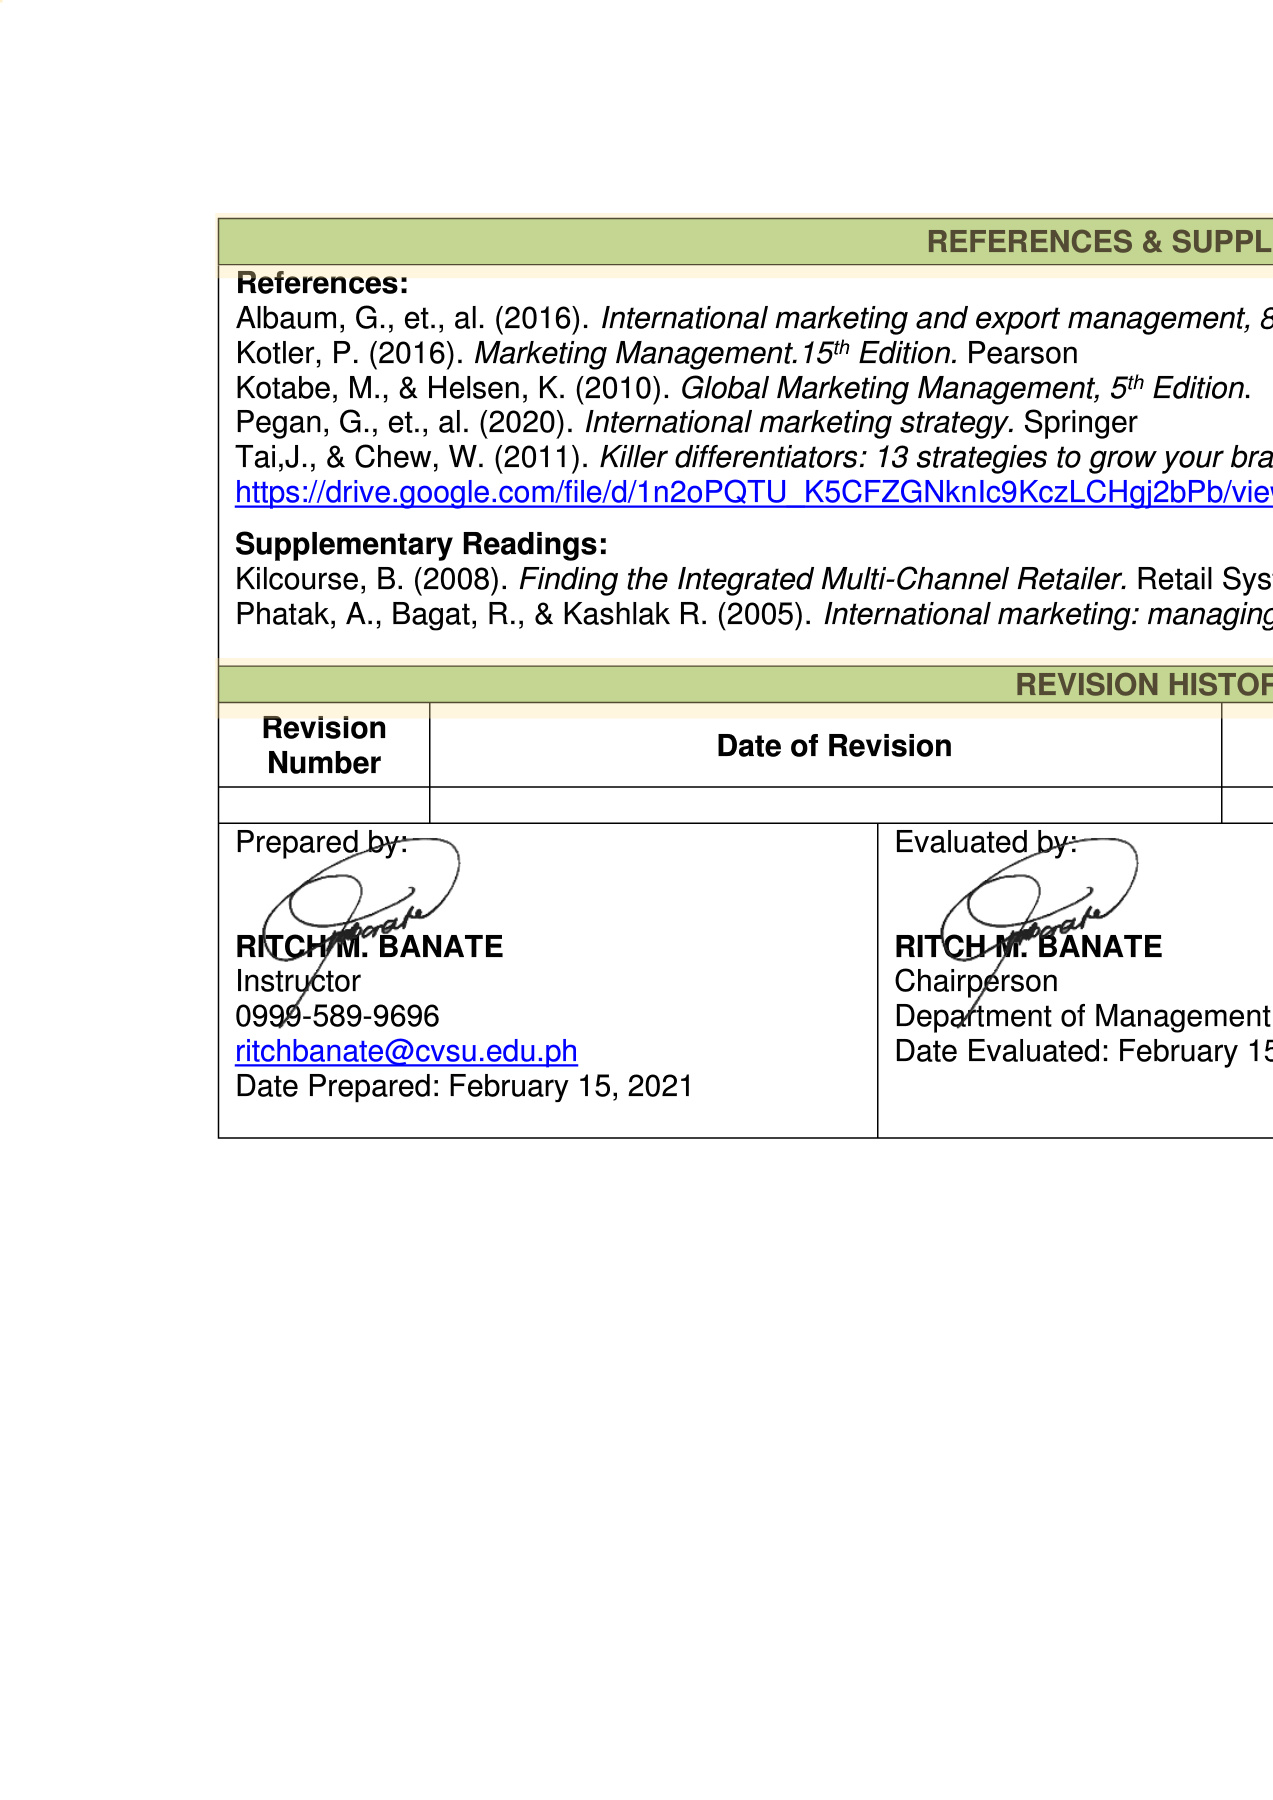 REFERENCES & SUPPL
References:
Albaum, G., et., al. (2016). International marketing and export management, 8
Kotler, P. (2016). Marketing Management.15th Edition. Pearson
Kotabe, M., & Helsen, K. (2010). Global Marketing Management, 5th Edition.
Pegan, G., et., al. (2020). International marketing strategy. Springer
Tai,J., & Chew, W. (2011). Killer differentiators: 13 strategies to grow your bra
https://drive.google.com/file/d/1n2oPQTU_K5CFZGNknIc9KczLCHgj2bPb/view
Supplementary Readings:
Kilcourse, B. (2008). Finding the Integrated Multi-Channel Retailer. Retail Sys
Phatak, A., Bagat, R., & Kashlak R. (2005). International marketing: managing
REVISION HISTOR
Revision
Number
Date of Revision
Prepared by:
RITCH M. BANATE
Instructor
0999-589-9696
ritchbanate@cvsu.edu.ph
Date Prepared: February 15, 2021
Evaluated by:
RITCH M. BANATE
Chairperson
Department of Management
Date Evaluated: February 15